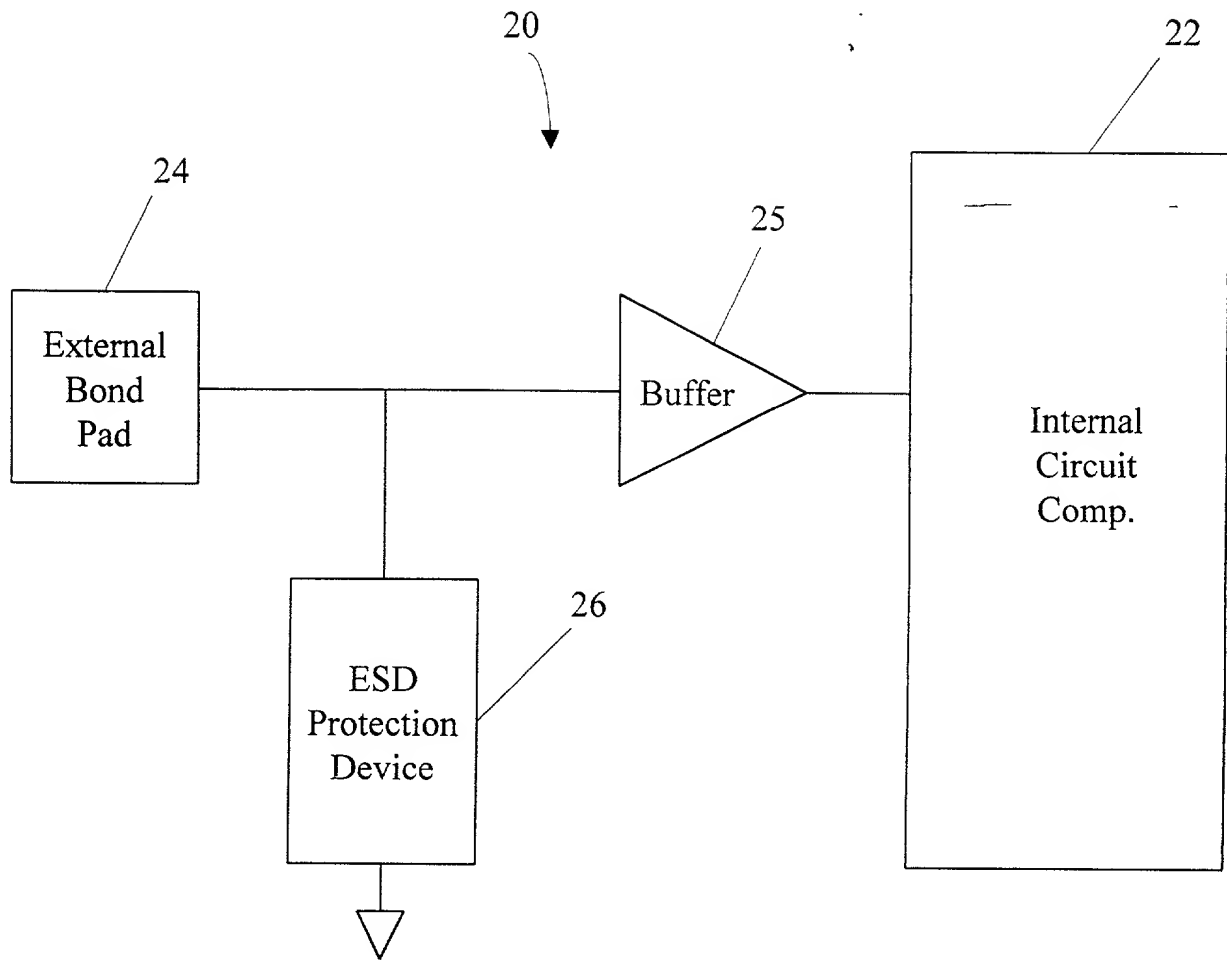 20
22
24
25
External
Bond
Pad
Buffer
Internal
Circuit
Comp.
26
ESD
Protection
Device